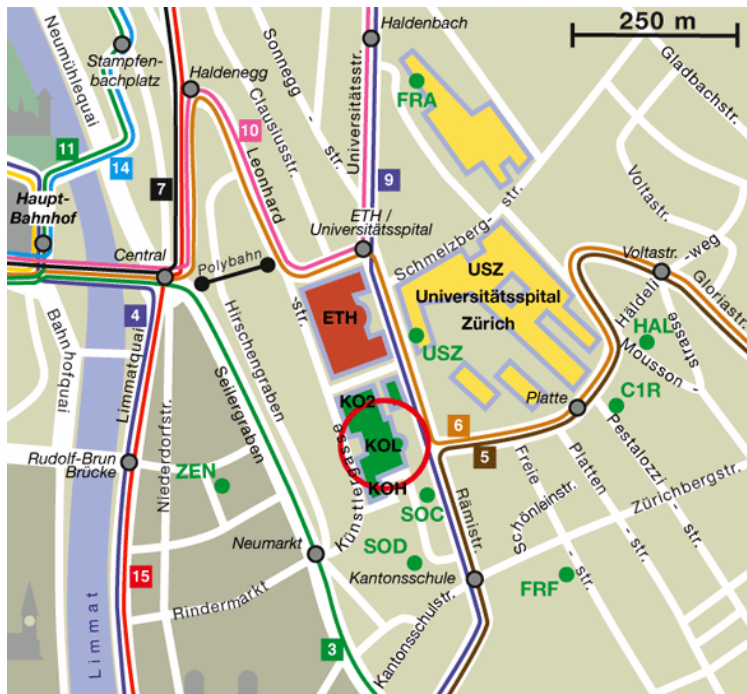 250 m
Haldenbach
Stampfen-
bachplatz
Neumühlequai
Haldenegg
Sonnegg
- str.
Clausiusstr.
Universitätsstr.
FRA
Gladbachstr.
Voltastr.
11
14
10
7
9
Leonhard
- str.
Haupt-
Bahnhof
Central
Polybahn
ETH /
Universitätsspital
Schmelzberg-
str.
USZ
Universitätsspital
Zürich
Voltastr.
Häldeli
-weg
Gloriastr.
4
ETH
USZ
HAL
Mousson -
strasse
Bahnhofquai
Limmatquai
Niederdorfstr.
Hirschengraben
Seilergraben
KO2
KOL
KOH
Künstlergasse
Platte
C1R
6
5
Rudolf-Brun
Brücke
ZEN
SOC
SOD
Rämistr.
Freie
- str.
Schönleinstr.
Platten
- str.
Pestalozzi
- str.
Zürichbergstr.
Neumarkt
Kantonsschule
FRF
15
Rindermarkt
Limmat
3
Kantonsschulstr.